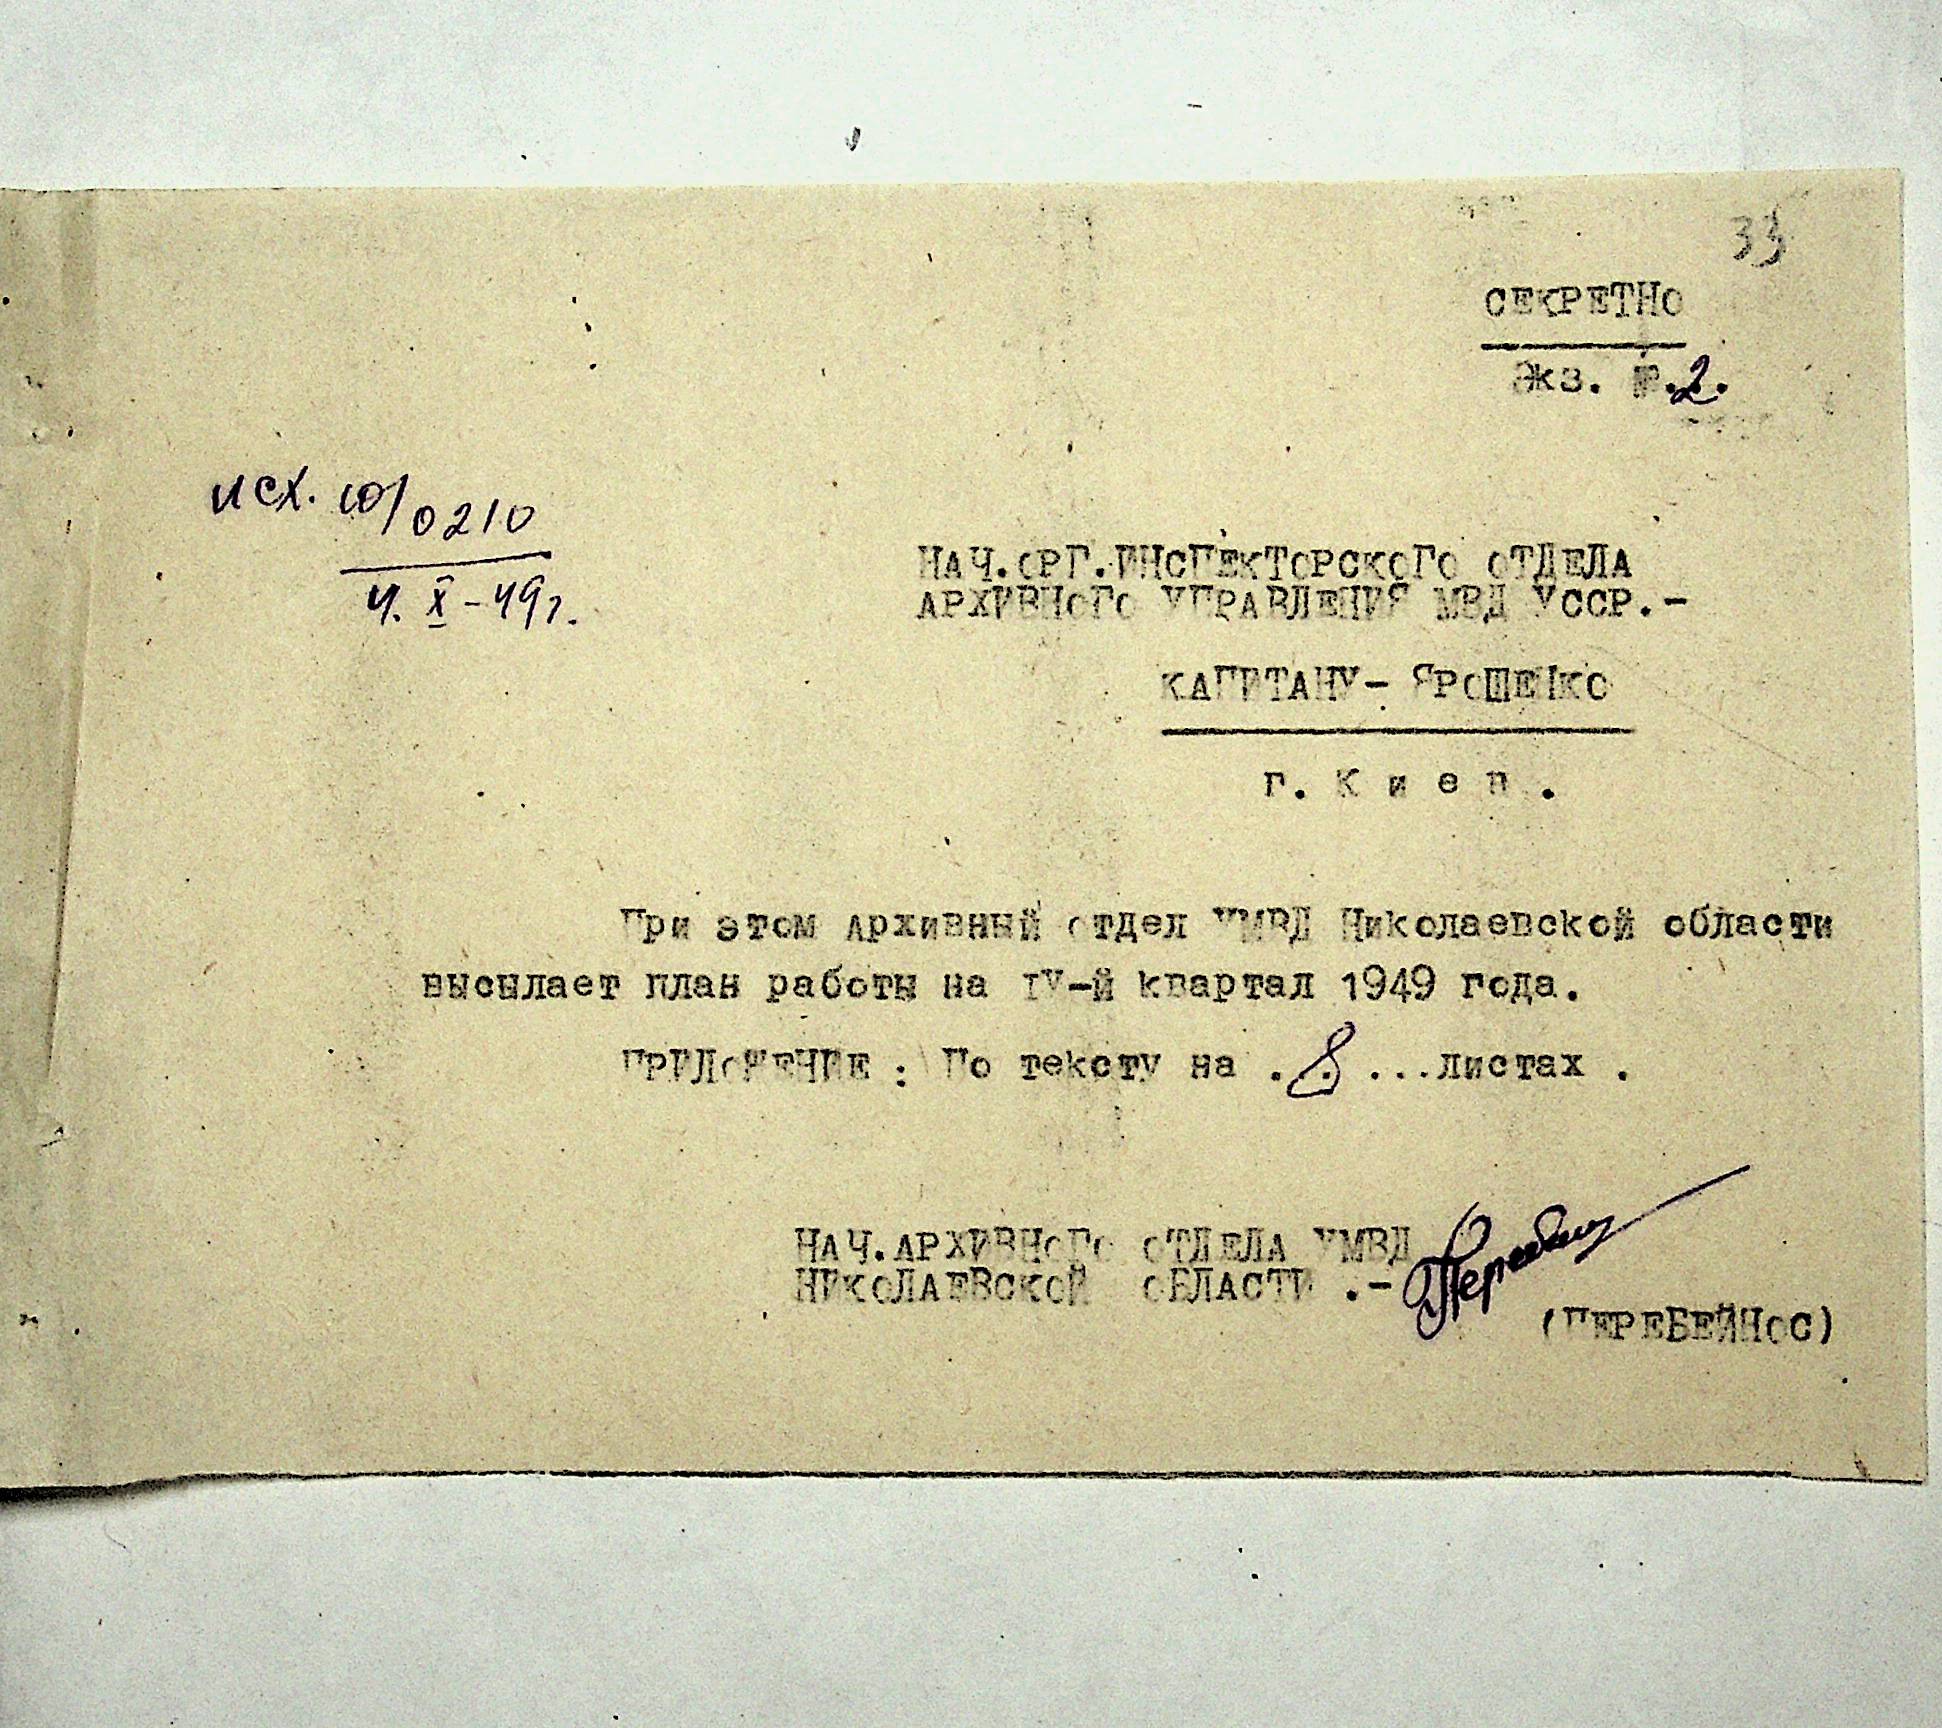 33
СЕКРЕТНО
Экз. №.2.
исх. 10/0210
4. X-49г.
НАЧ.ОРГ.ИНСПЕКТОРСКОГО ОТДЕЛА
АРХИВНОГО УПРАВЛЕНИЯ МВД УССР.-
КАПИТАНУ- ЯРОШЕНКО
г. К и е в .
При этом Архивный отдел УМВД Николаевской области
высылает план работы на IV-й квартал 1949 года.
ПРИЛОЖЕНИЕ : По тексту на . 8 ...листах .
НАЧ.АРХИВНОГО ОТДЕЛА УМВД
НИКОЛАЕВСКОЙ ОБЛАСТИ .-
(ПЕРЕБЕЙНОС)